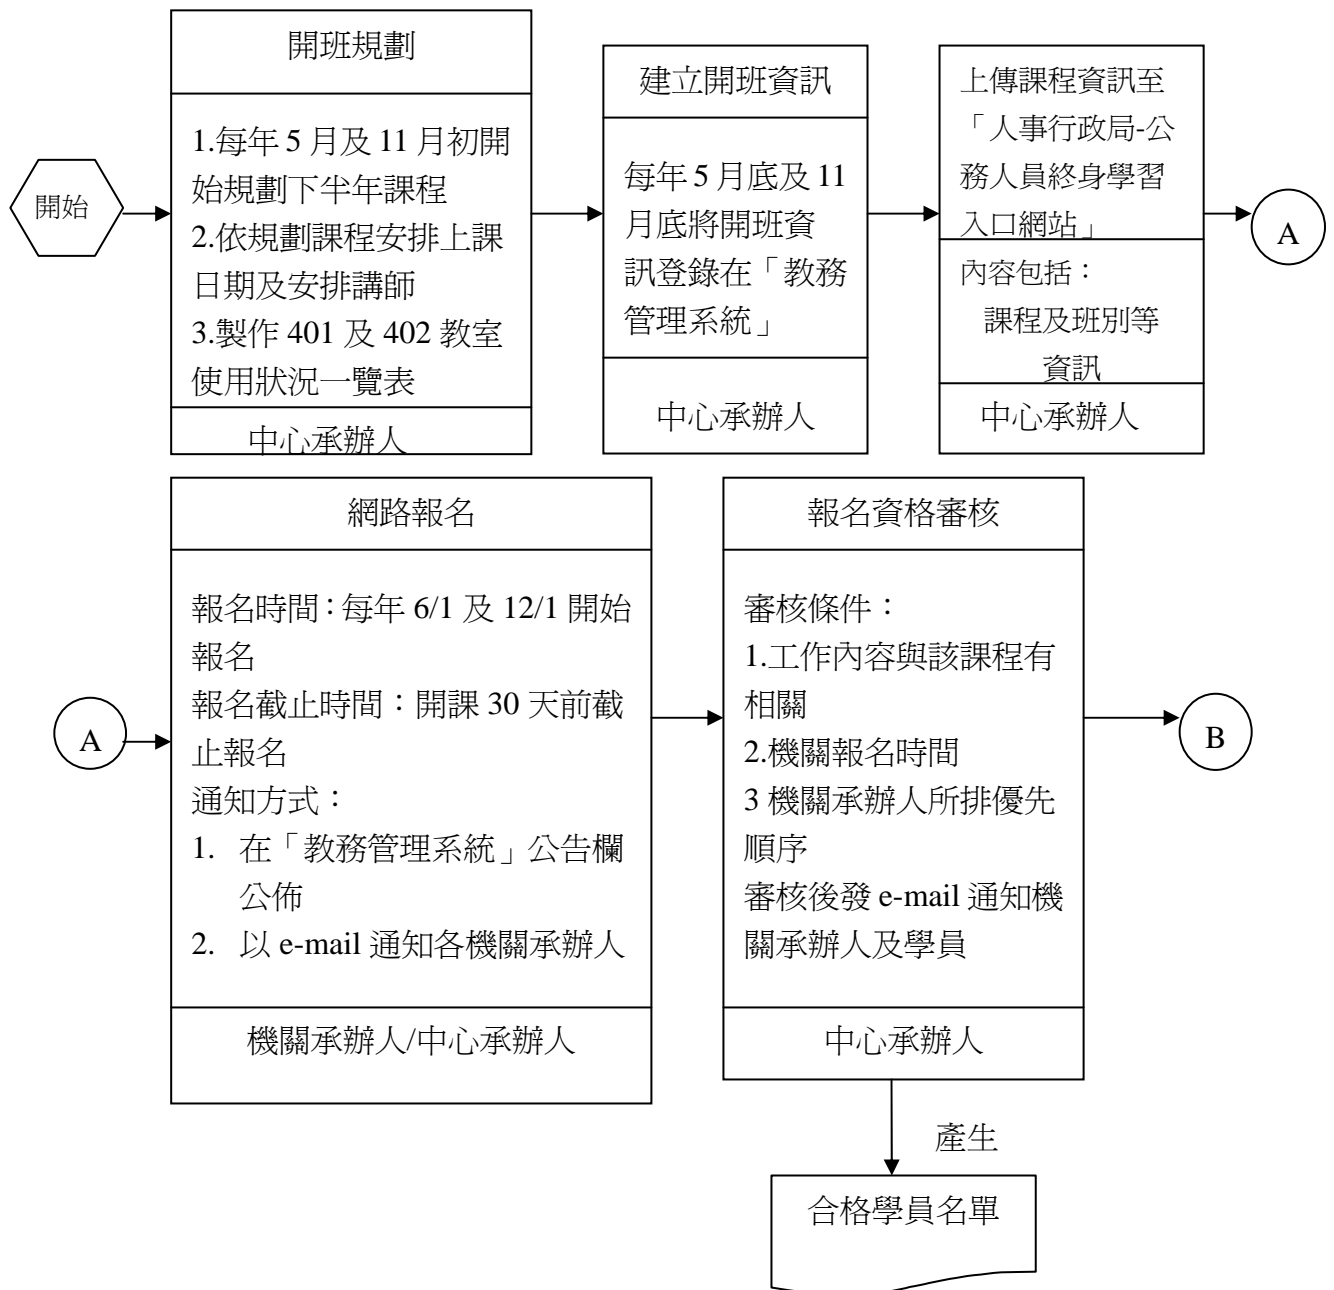 開始
開班規劃
1.每年 5 月及 11 月初開
始規劃下半年課程
2.依規劃課程安排上課
日期及安排講師
3.製作 401 及 402 教室
使用狀況一覽表
中心承辦人
建立開班資訊
每年 5 月底及 11
月底將開班資
訊登錄在「教務
管理系統」
中心承辦人
上傳課程資訊至
「人事行政局-公
務人員終身學習
入口網站」
內容包括：
課程及班別等
資訊
中心承辦人
A
A
網路報名
報名時間：每年 6/1 及 12/1 開始
報名
報名截止時間：開課 30 天前截
止報名
通知方式：
1. 在「教務管理系統」公告欄
公佈
2. 以 e-mail 通知各機關承辦人
機關承辦人/中心承辦人
報名資格審核
審核條件：
1.工作內容與該課程有
相關
2.機關報名時間
3 機關承辦人所排優先
順序
審核後發 e-mail 通知機
關承辦人及學員
中心承辦人
B
產生
合格學員名單